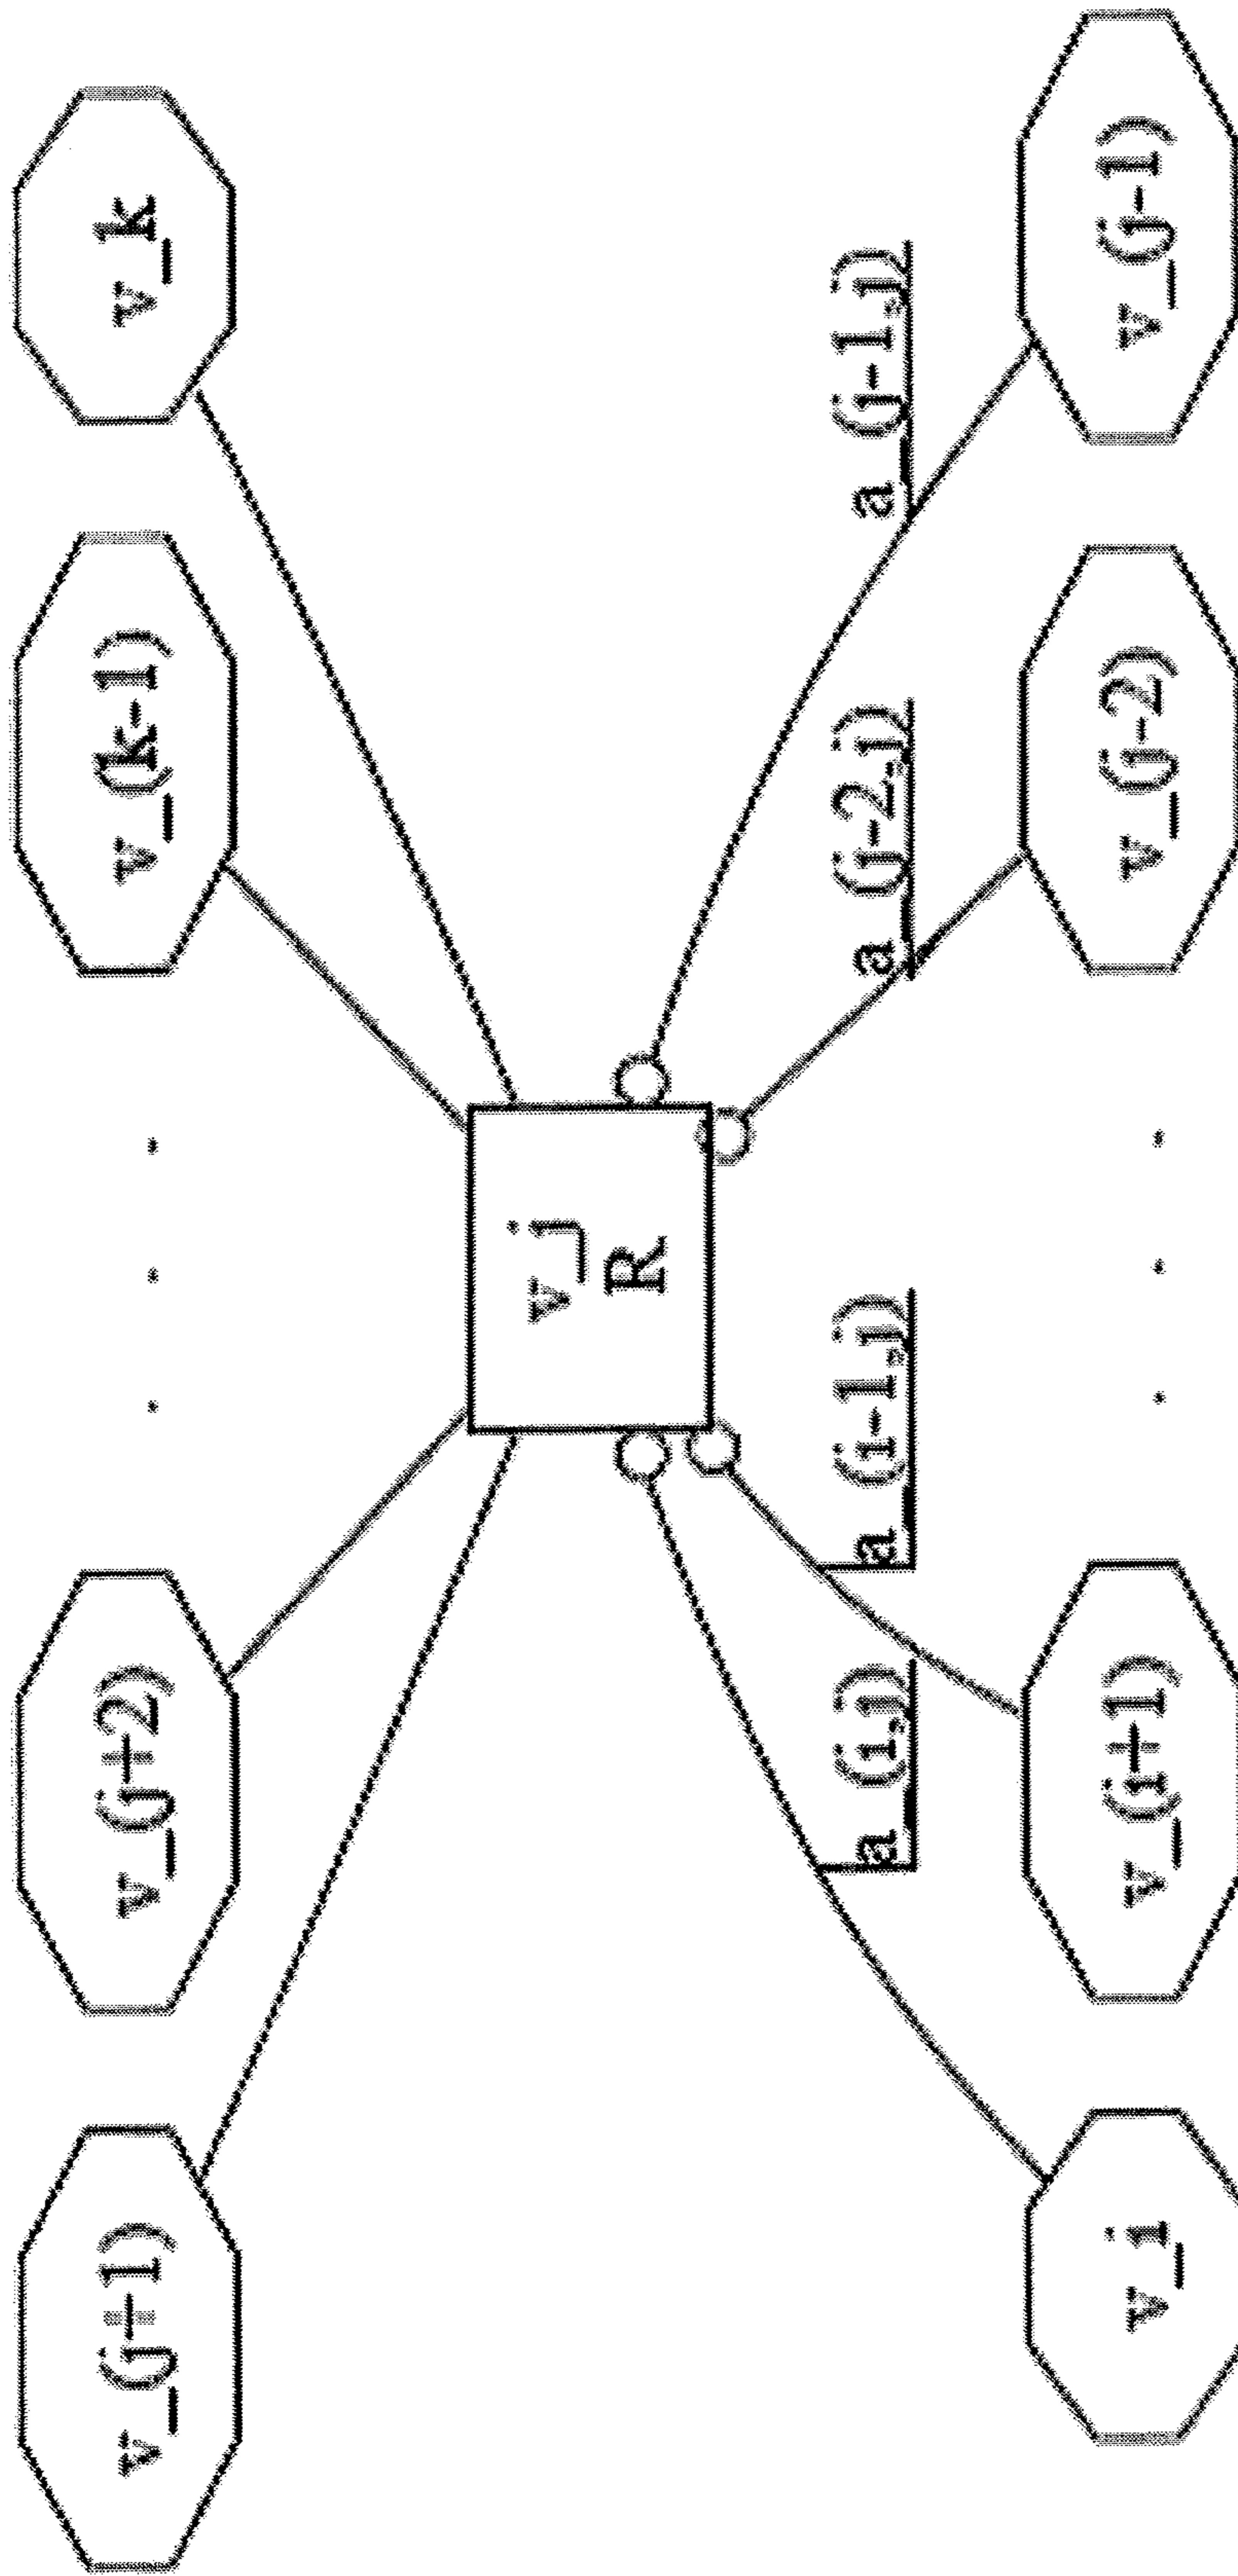 v_(j+1)
v_(j+2)
. . .
v_(k-1)
v_k
v_j
R
a_(i,j)
a_(i-1,j)
a_(j-2,j)
a_(j-1,j)
v_i
v_(i+1)
. . .
v_(j-2)
v_(j-1)